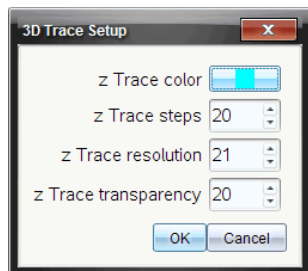 3D Trace Setup
z Trace color
z Trace steps 20
z Trace resolution 21
z Trace transparency 20
OK Cancel